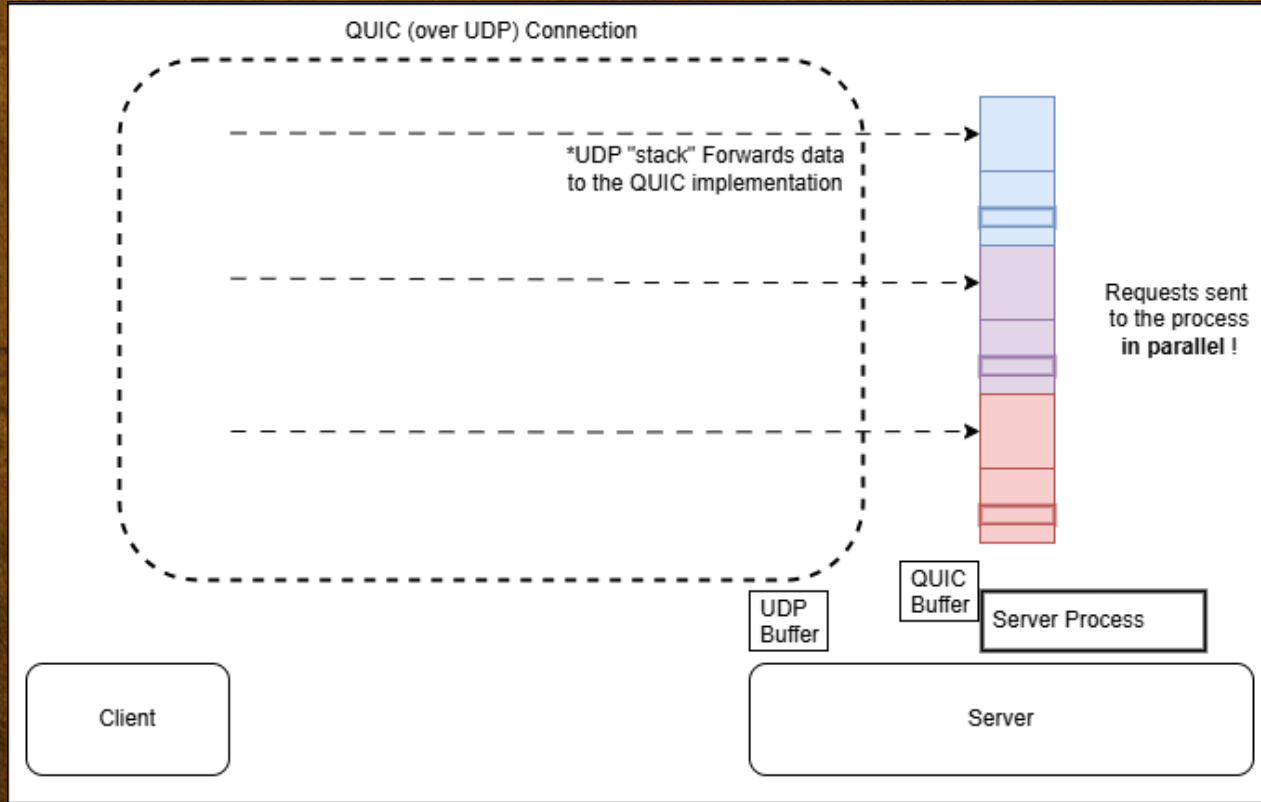 QUIC (over UDP) Connection
*UDP "stack" Forwards data
to the QUIC implementation
Requests sent
to the process
in parallel !
QUIC
Buffer
UDP
Buffer
Server Process
Client
Server